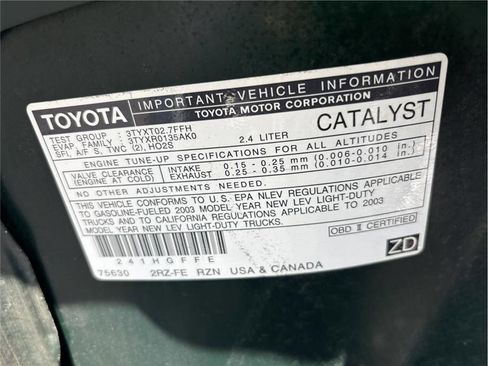 TOYOTA
IMPORTANT VEHICLE INFORMATION
TOYOTA MOTOR CORPORATION
TEST GROUP : 3TYXT02.7FFH
EVAP. FAMILY : 3TYXR0135AK0
SFI, A/F S, TWC (2), HO2S
2.4 LITER
CATALYST
ENGINE TUNE-UP SPECIFICATIONS FOR ALL ALTITUDES
VALVE CLEARANCE (ENGINE AT COLD)
INTAKE 0.15 - 0.25 mm (0.006-0.010 in.)
EXHAUST 0.25 - 0.35 mm (0.010-0.014 in.)
NO OTHER ADJUSTMENTS NEEDED.
THIS VEHICLE CONFORMS TO U.S. EPA NLEV REGULATIONS APPLICABLE
TO GASOLINE-FUELED 2003 MODEL YEAR NEW LEV LIGHT-DUTY
TRUCKS AND TO CALIFORNIA REGULATIONS APPLICABLE TO 2003
MODEL YEAR NEW LEV LIGHT-DUTY TRUCKS.
OBD II CERTIFIED
241HGFFE
ZD
75630 2RZ-FE RZN USA & CANADA